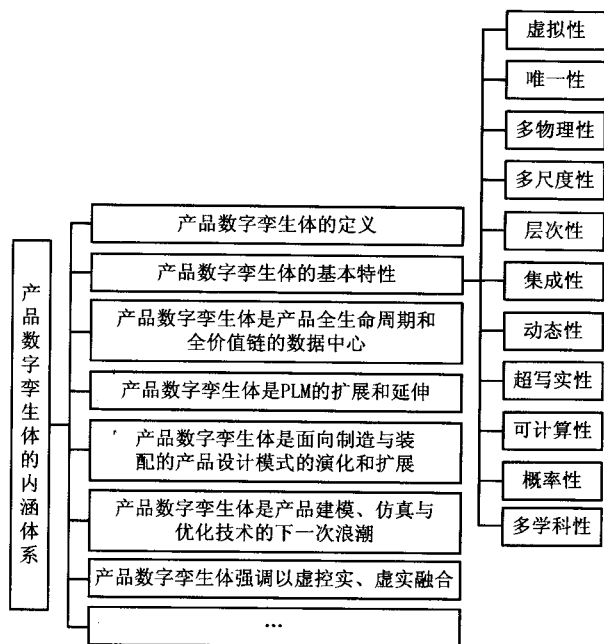 产品数字孪生体的内涵体系
产品数字孪生体的定义
产品数字孪生体的基本特性
产品数字孪生体是产品全生命周期和
全价值链的数据中心
产品数字孪生体是PLM的扩展和延伸
产品数字孪生体是面向制造与装
配的产品设计模式的演化和扩展
产品数字孪生体是产品建模、仿真与
优化技术的下一次浪潮
产品数字孪生体强调以虚控实、虚实融合
…
虚拟性
唯一性
多物理性
多尺度性
层次性
集成性
动态性
超写实性
可计算性
概率性
多学科性